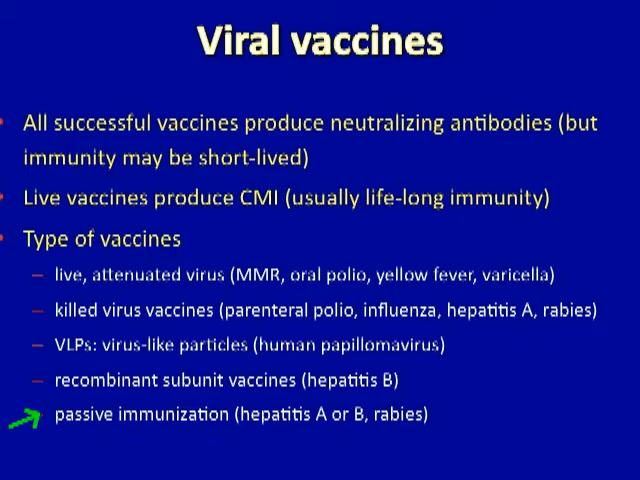 Viral vaccines
• All successful vaccines produce neutralizing antibodies (but
immunity may be short-lived)
• Live vaccines produce CMI (usually life-long immunity)
• Type of vaccines
– live, attenuated virus (MMR, oral polio, yellow fever, varicella)
– killed virus vaccines (parenteral polio, influenza, hepatitis A, rabies)
– VLPs: virus-like particles (human papillomavirus)
– recombinant subunit vaccines (hepatitis B)
– passive immunization (hepatitis A or B, rabies)